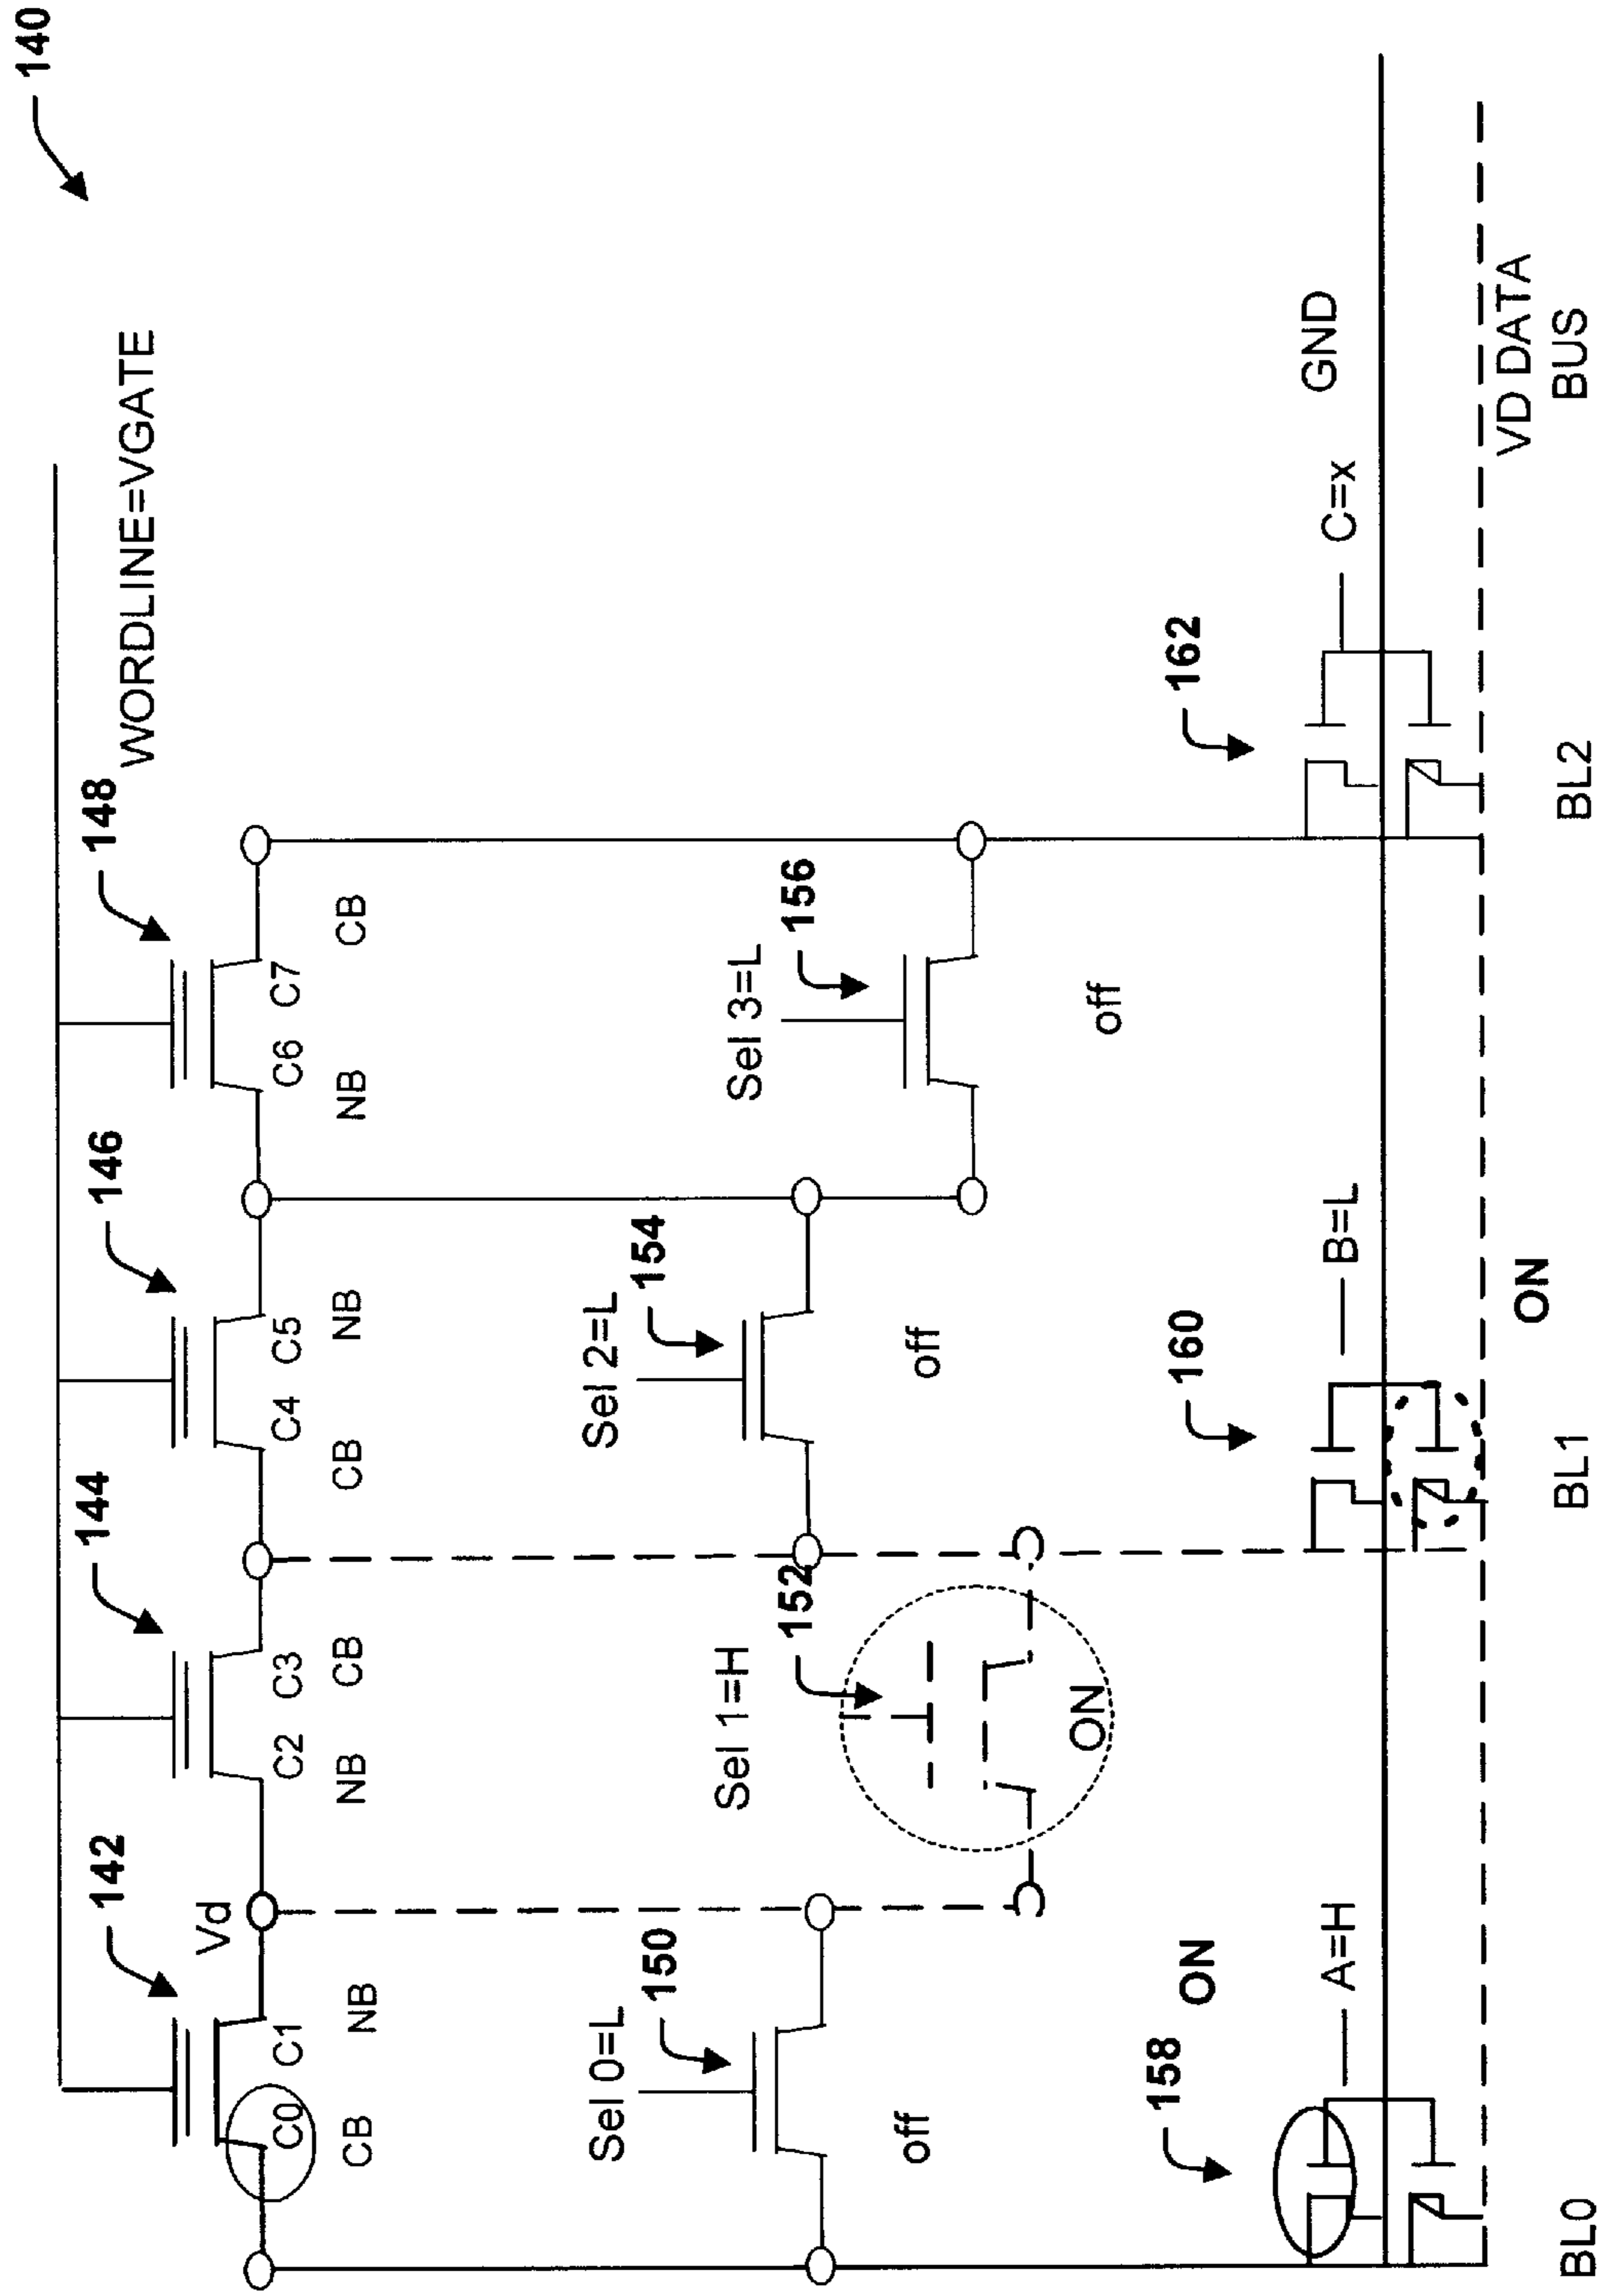 140
WORDLINE=VGATE
142
144
146
148
Vd
C0 C1
C2 C3
C4 C5
C6 C7
CB NB
NB CB
CB NB
NB CB
Sel 0=L
150
off
Sel 1=H
152
ON
Sel 2=L
154
off
Sel 3=L
156
off
158
ON
A=H
160
B=L
162
C=x
GND
VD DATA
BUS
ON
BL0
BL1
BL2